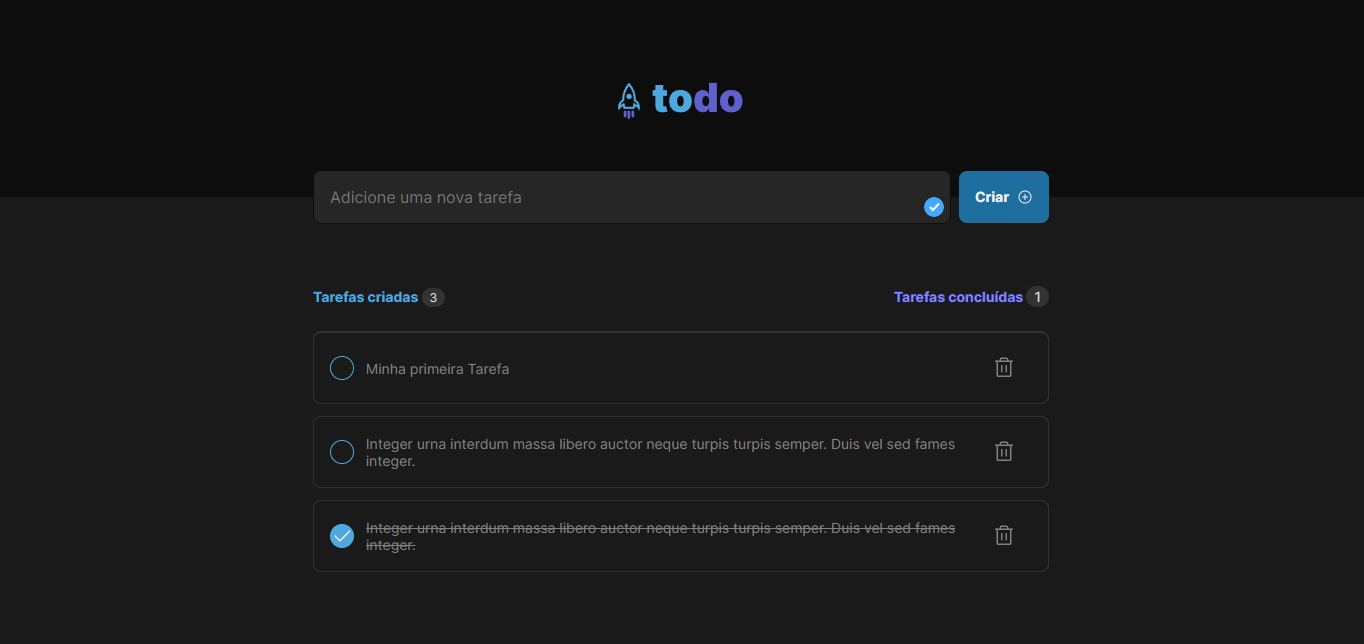 todo
Adicione uma nova tarefa
Criar
Tarefas criadas 3
Tarefas concluídas 1
Minha primeira Tarefa
Integer urna interdum massa libero auctor neque turpis turpis semper. Duis vel sed fames
integer.
Integer urna interdum massa libero auctor neque turpis turpis semper. Duis vel sed fames
integer.